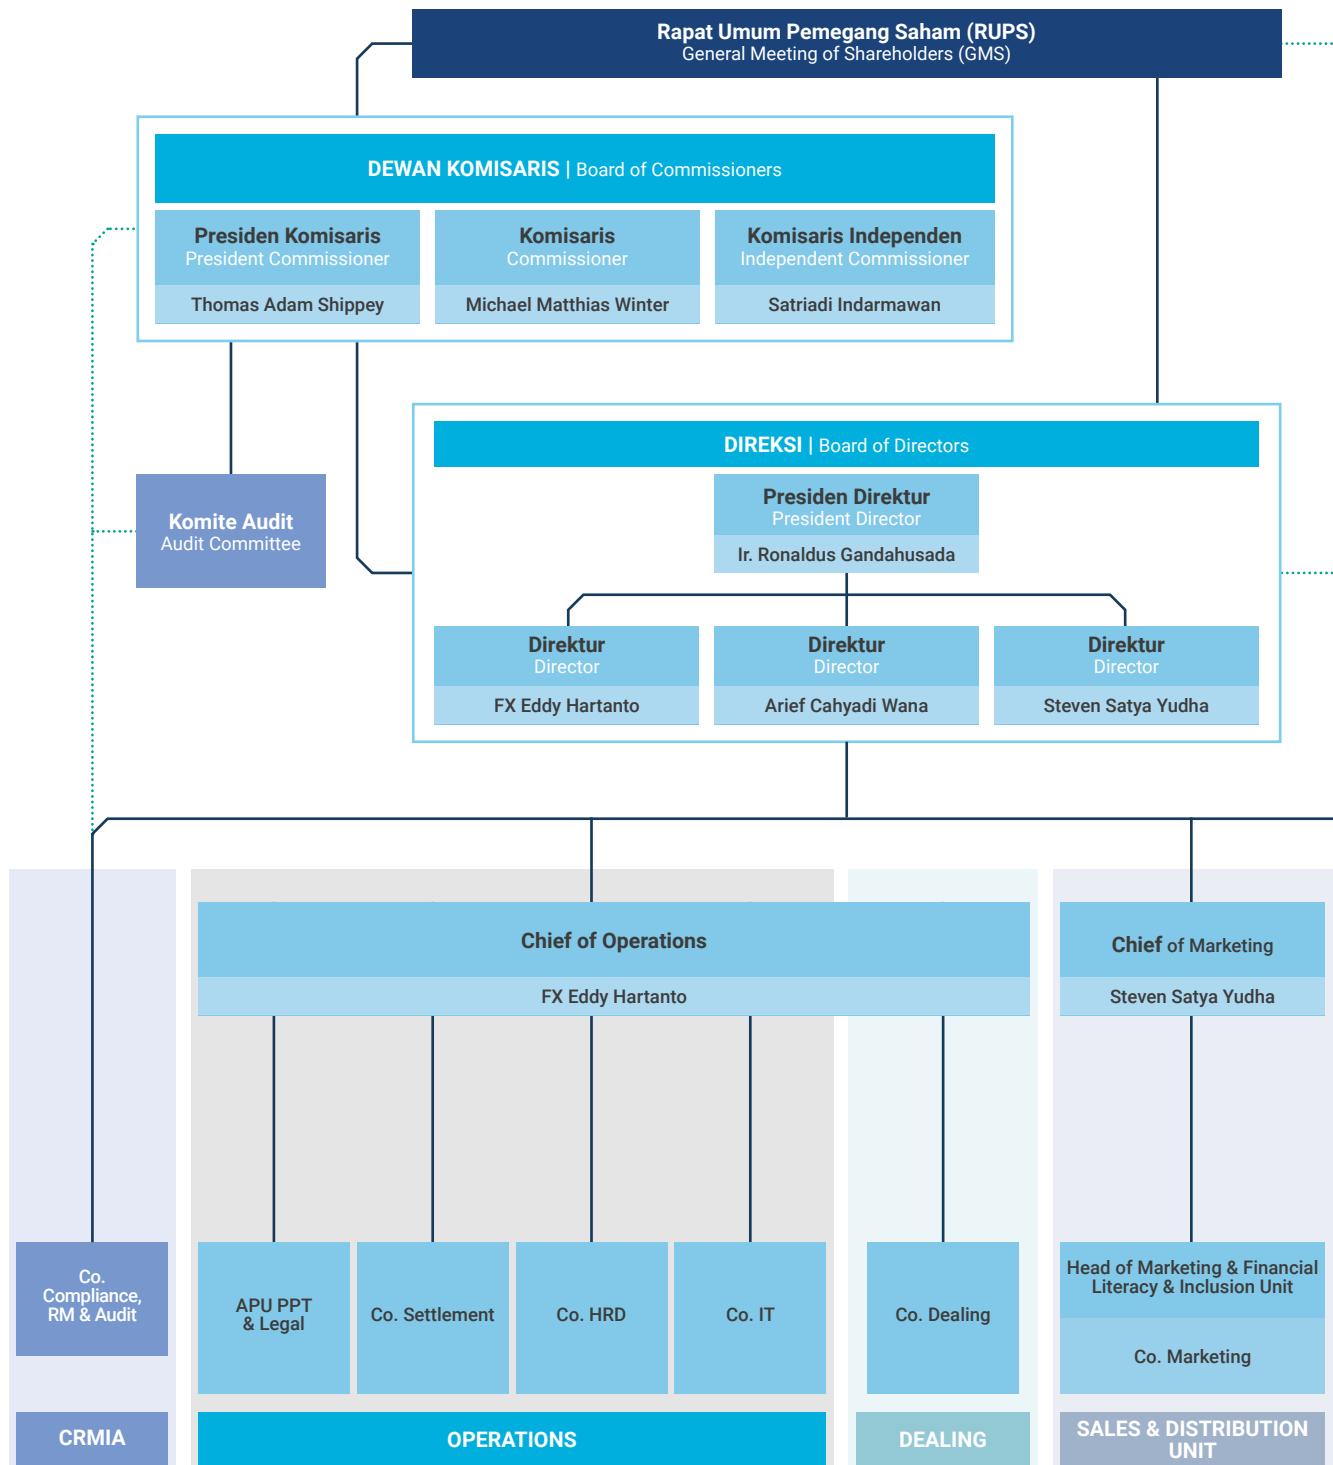 Rapat Umum Pemegang Saham (RUPS)
General Meeting of Shareholders (GMS)
DEWAN KOMISARIS | Board of Commissioners
Presiden Komisaris
President Commissioner
Thomas Adam Shippey
Komisaris
Commissioner
Michael Matthias Winter
Komisaris Independen
Independent Commissioner
Satriadi Indarmawan
Komite Audit
Audit Committee
DIREKSI | Board of Directors
Presiden Direktur
President Director
Ir. Ronaldus Gandahusada
Direktur
Director
FX Eddy Hartanto
Direktur
Director
Arief Cahyadi Wana
Direktur
Director
Steven Satya Yudha
Chief of Operations
FX Eddy Hartanto
Chief of Marketing
Steven Satya Yudha
Co.
Compliance,
RM & Audit
APU PPT
& Legal
Co. Settlement
Co. HRD
Co. IT
Co. Dealing
Head of Marketing & Financial
Literacy & Inclusion Unit
Co. Marketing
CRMIA
OPERATIONS
DEALING
SALES & DISTRIBUTION
UNIT